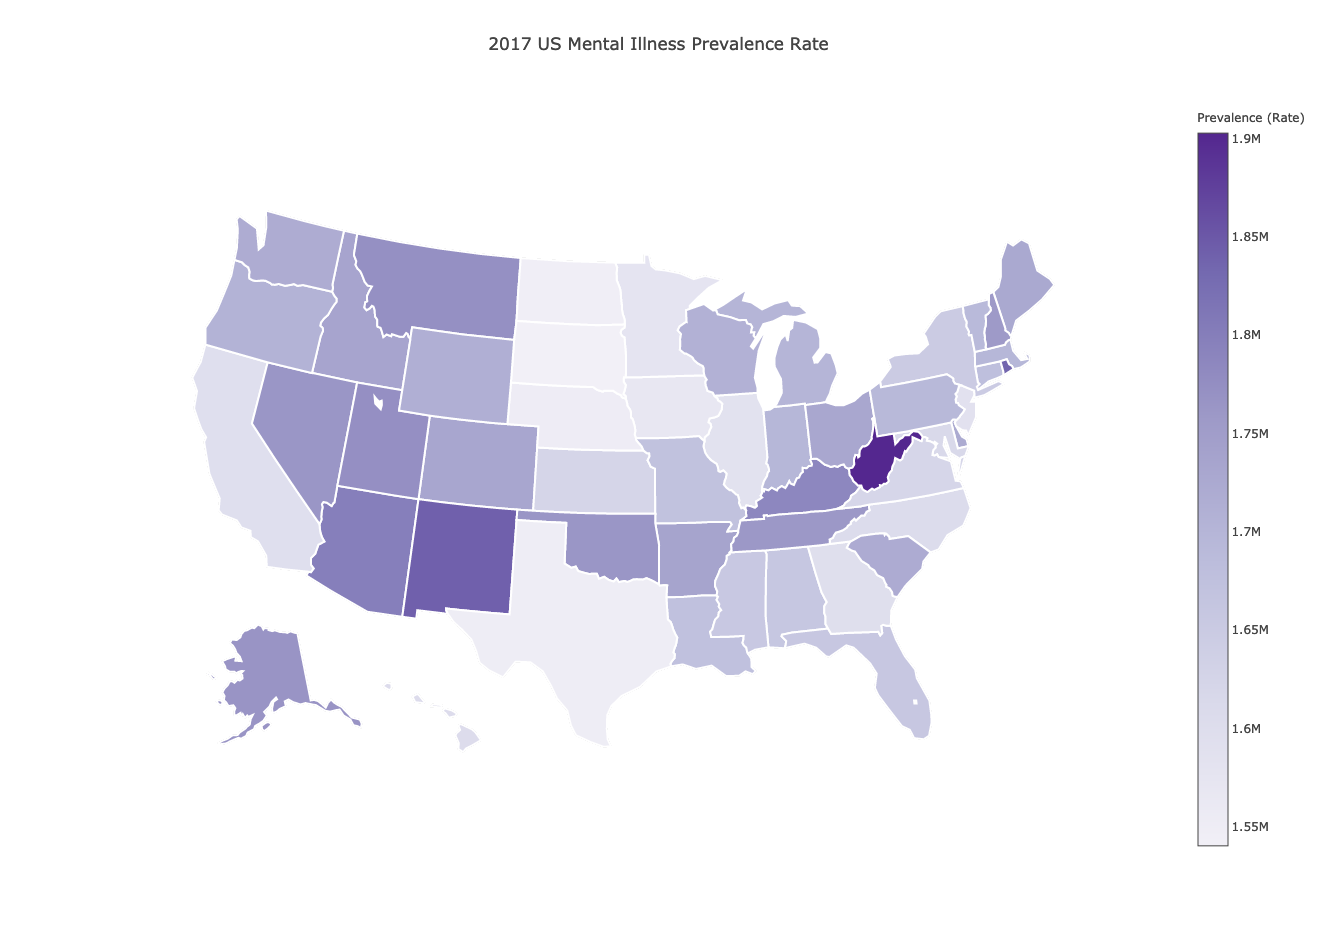 2017 US Mental Illness Prevalence Rate
Prevalence (Rate)
1.9M
1.85M
1.8M
1.75M
1.7M
1.65M
1.6M
1.55M